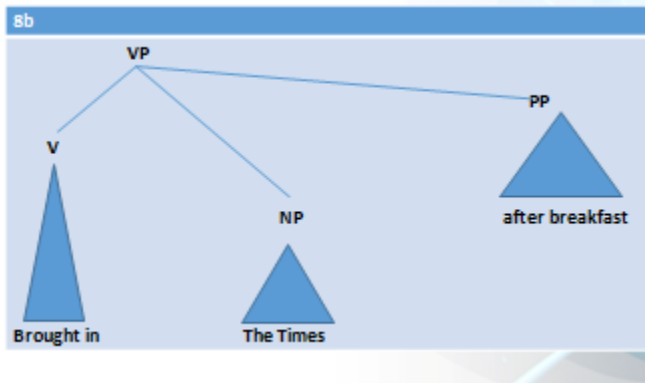 8b
VP
PP
V
NP
after breakfast
Brought in
The Times